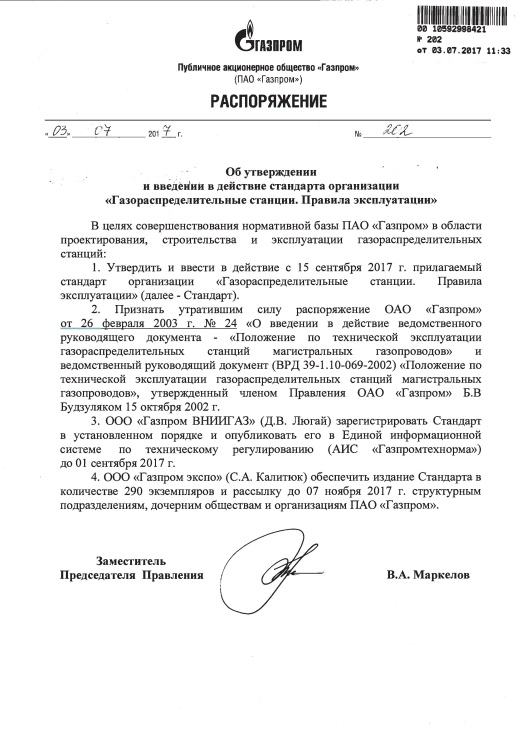 00 10592998421
№ 202
от 03.07.2017 11:33
ГАЗПРОМ
Публичное акционерное общество «Газпром»
(ПАО «Газпром»)
РАСПОРЯЖЕНИЕ
«03» 07 2017 г. № 202
Об утверждении
и введении в действие стандарта организации
«Газораспределительные станции. Правила эксплуатации»
В целях совершенствования нормативной базы ПАО «Газпром» в области
проектирования, строительства и эксплуатации газораспределительных
станций:
1. Утвердить и ввести в действие с 15 сентября 2017 г. прилагаемый
стандарт организации «Газораспределительные станции. Правила
эксплуатации» (далее - Стандарт).
2. Признать утратившим силу распоряжение ОАО «Газпром»
от 26 февраля 2003 г. № 24 «О введении в действие ведомственного
руководящего документа - «Положение по технической эксплуатации
газораспределительных станций магистральных газопроводов» и
ведомственный руководящий документ (ВРД 39-1.10-069-2002) «Положение по
технической эксплуатации газораспределительных станций магистральных
газопроводов», утвержденный членом Правления ОАО «Газпром» Б.В
Будзуляком 15 октября 2002 г.
3. ООО «Газпром ВНИИГАЗ» (Д.В. Люгай) зарегистрировать Стандарт
в установленном порядке и опубликовать его в Единой информационной
системе по техническому регулированию (АИС «Газпромтехнорма»)
до 01 сентября 2017 г.
4. ООО «Газпром экспо» (С.А. Калитюк) обеспечить издание Стандарта в
количестве 290 экземпляров и рассылку до 07 ноября 2017 г. структурным
подразделениям, дочерним обществам и организациям ПАО «Газпром».
Заместитель
Председателя Правления В.А. Маркелов